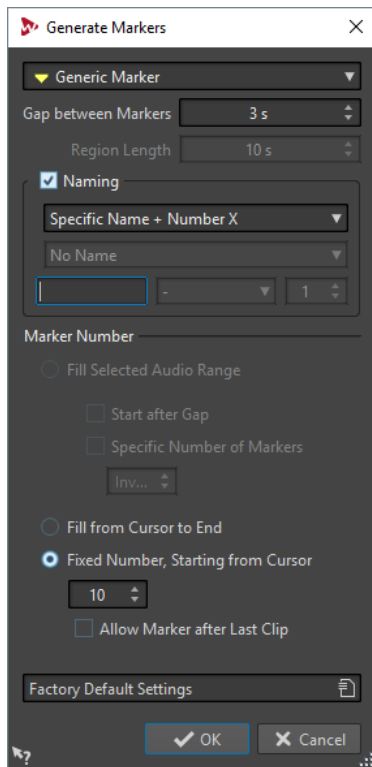 Generate Markers
Generic Marker
Gap between Markers 3 s
Region Length 10 s
Naming
Specific Name + Number X
No Name
- 1
Marker Number
Fill Selected Audio Range
Start after Gap
Specific Number of Markers
Inv...
Fill from Cursor to End
Fixed Number, Starting from Cursor
10
Allow Marker after Last Clip
Factory Default Settings
OK Cancel